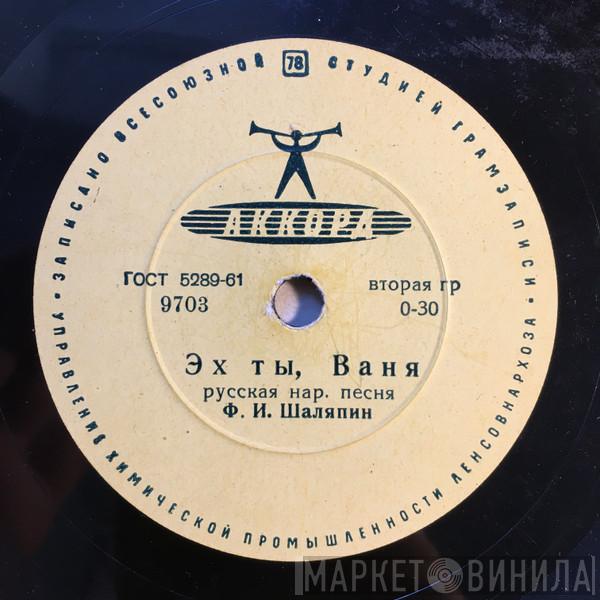 ЗАПИСАНО ВСЕСОЮЗНОЙ 78 СТУДИЕЙ ГРАМЗАПИСИ
АККОРД
ГОСТ 5289-61
9703
вторая гр
0-30
Эх ты, Ваня
русская нар. песня
Ф. И. Шаляпин
УПРАВЛЕНИЕ ХИМИЧЕСКОЙ ПРОМЫШЛЕННОСТИ ЛЕНСОВНАРХОЗА
МАРКЕТ ВИНИЛА